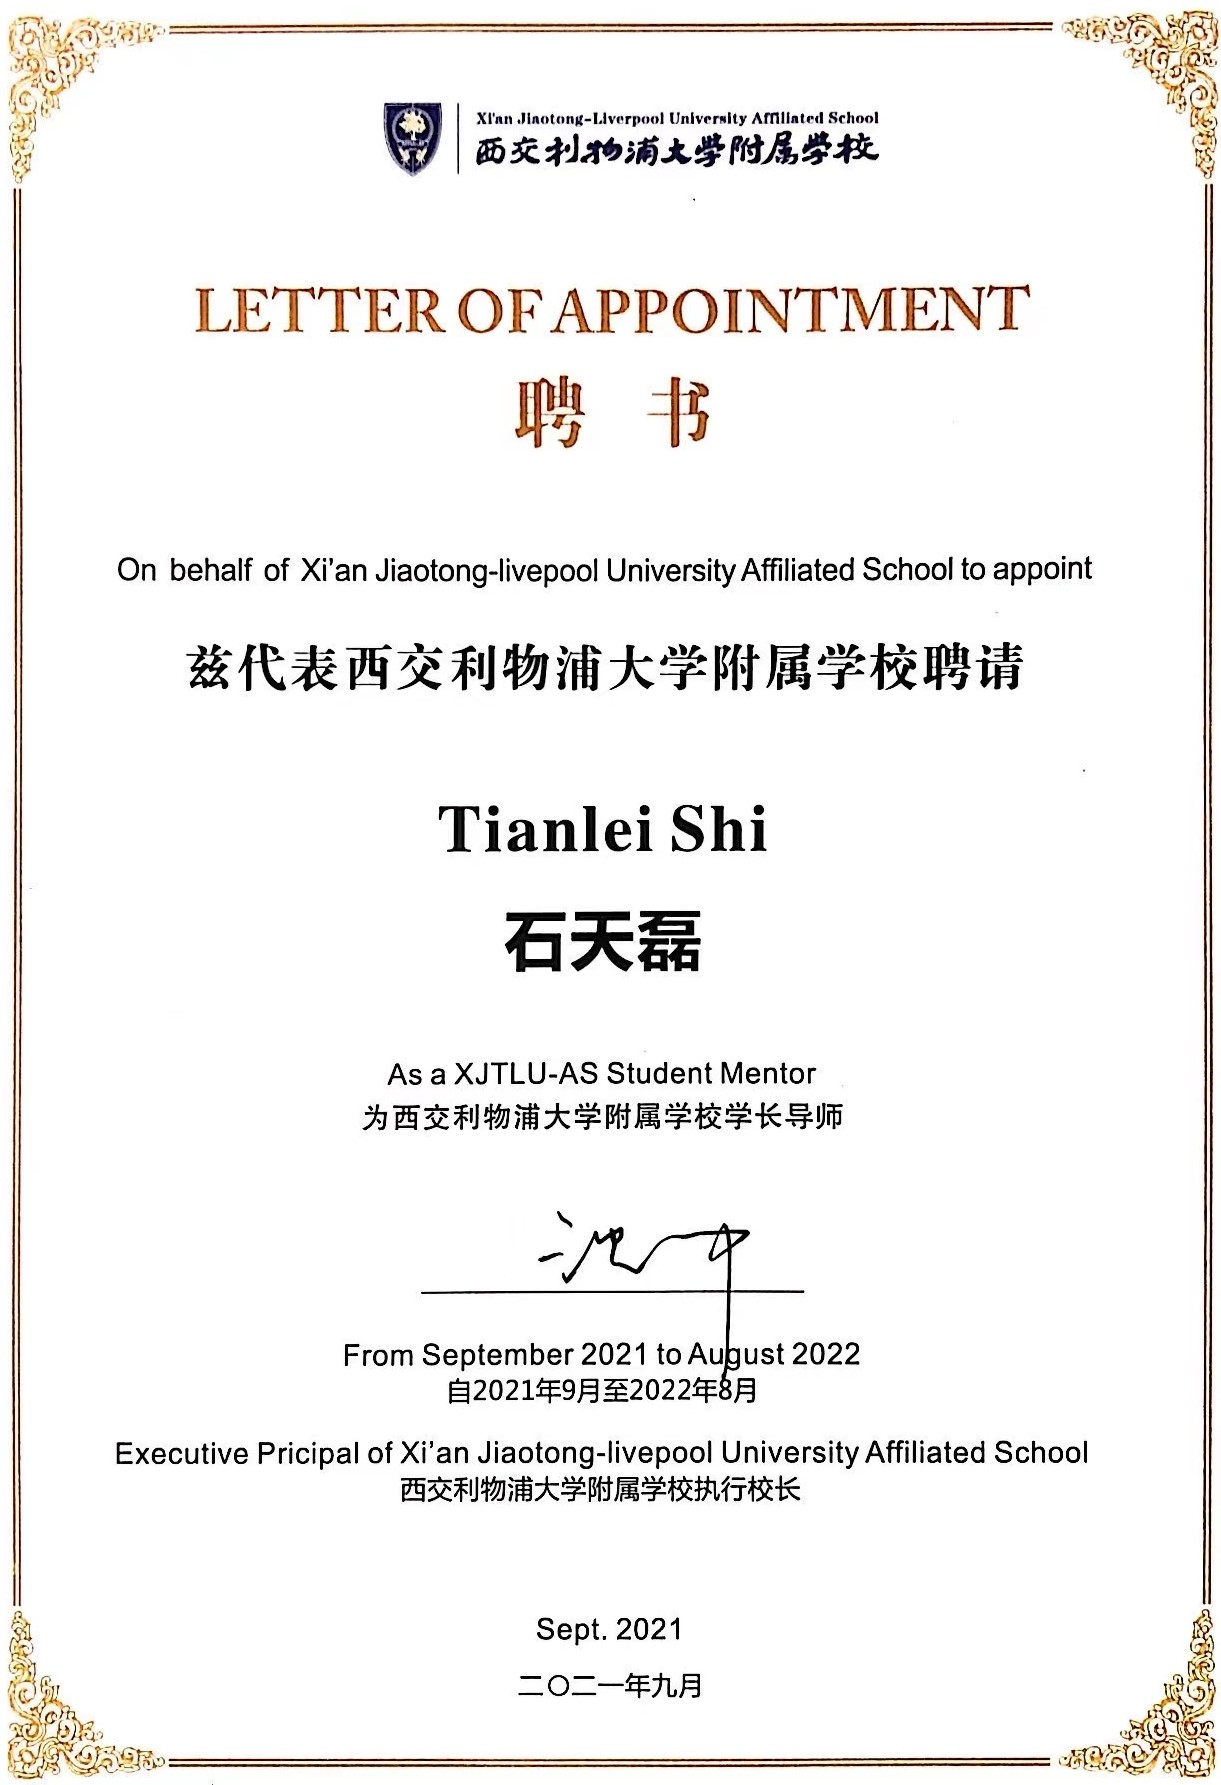 Xi'an Jiaotong-Liverpool University Affiliated School
西交利物浦大學附属學校
LETTER OF APPOINTMENT
聘 书
On behalf of Xi'an Jiaotong-livepool University Affiliated School to appoint
兹代表西交利物浦大学附属学校聘请
Tianlei Shi
石天磊
As a XJTLU-AS Student Mentor
为西交利物浦大学附属学校学长导师
From September 2021 to August 2022
自2021年9月至2022年8月
Executive Pricipal of Xi'an Jiaotong-livepool University Affiliated School
西交利物浦大学附属学校执行校长
Sept. 2021
二〇二一年九月